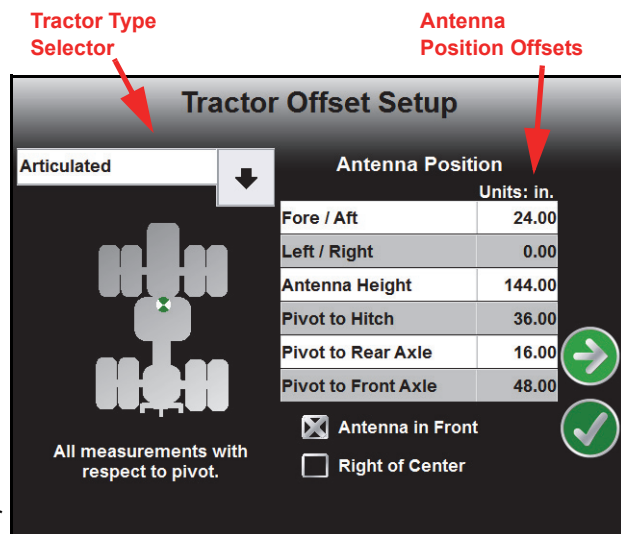 Tractor Type
Selector
Antenna
Position Offsets
Tractor Offset Setup
Articulated
Antenna Position
Units: in.
Fore / Aft 24.00
Left / Right 0.00
Antenna Height 144.00
Pivot to Hitch 36.00
Pivot to Rear Axle 16.00
Pivot to Front Axle 48.00
Antenna in Front
Right of Center
All measurements with
respect to pivot.